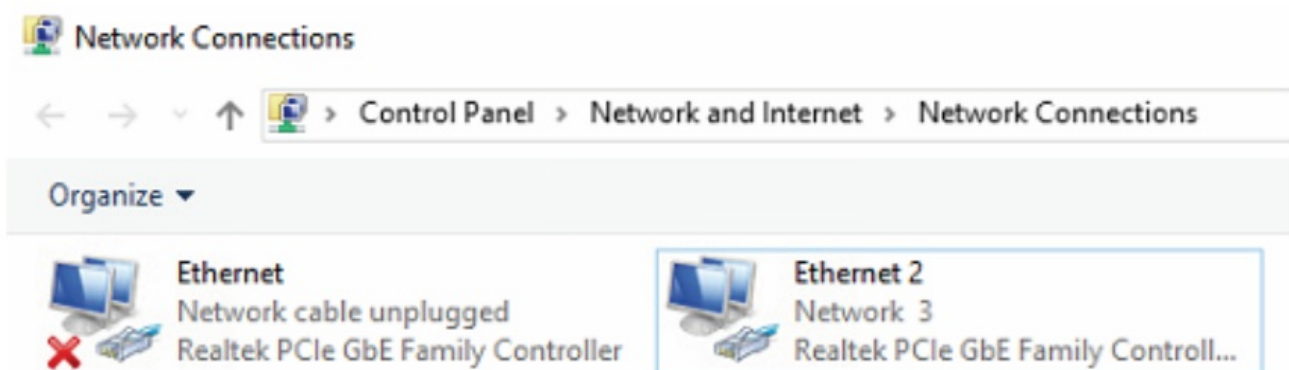 Network Connections
Control Panel > Network and Internet > Network Connections
Organize
Ethernet
Network cable unplugged
Realtek PCIe GbE Family Controller
Ethernet 2
Network 3
Realtek PCIe GbE Family Controll...